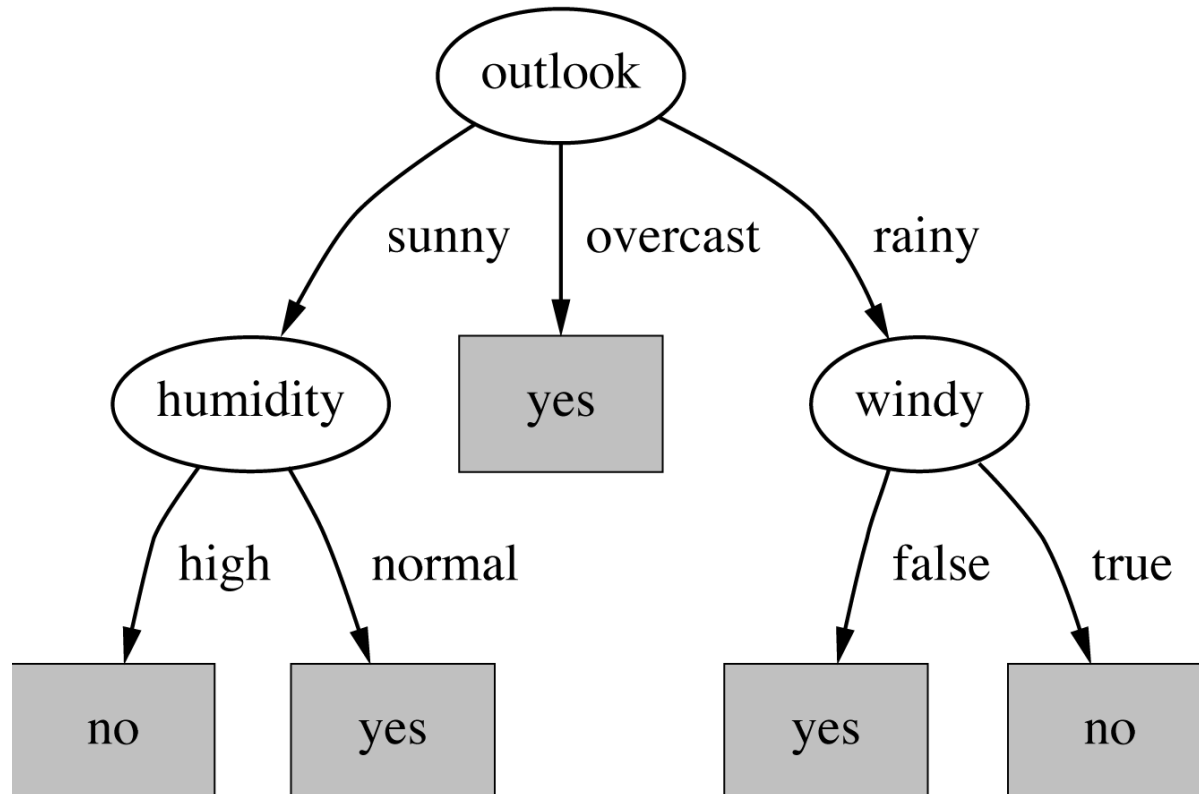 outlook
sunny overcast rainy
humidity yes windy
high normal false true
no yes yes no